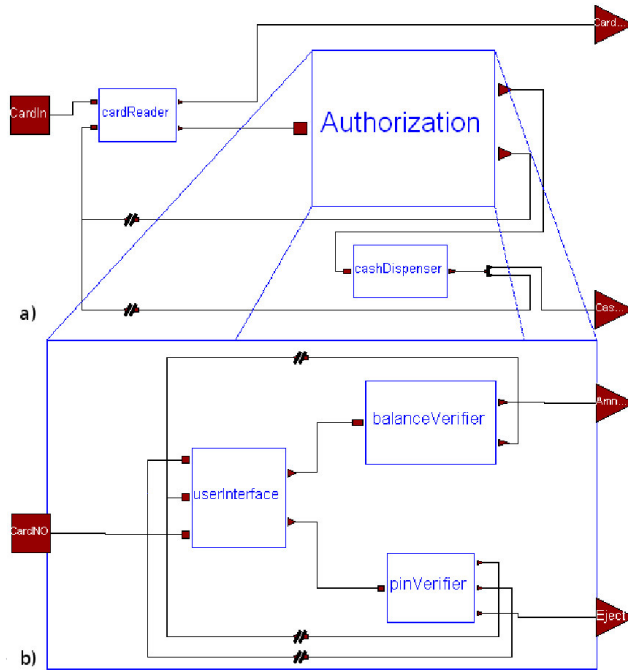 Card...
CardIn
cardReader
Authorization
cashDispenser
a)
Cas...
balanceVerifier
Amn...
userInterface
CardNO
pinVerifier
Eject
b)